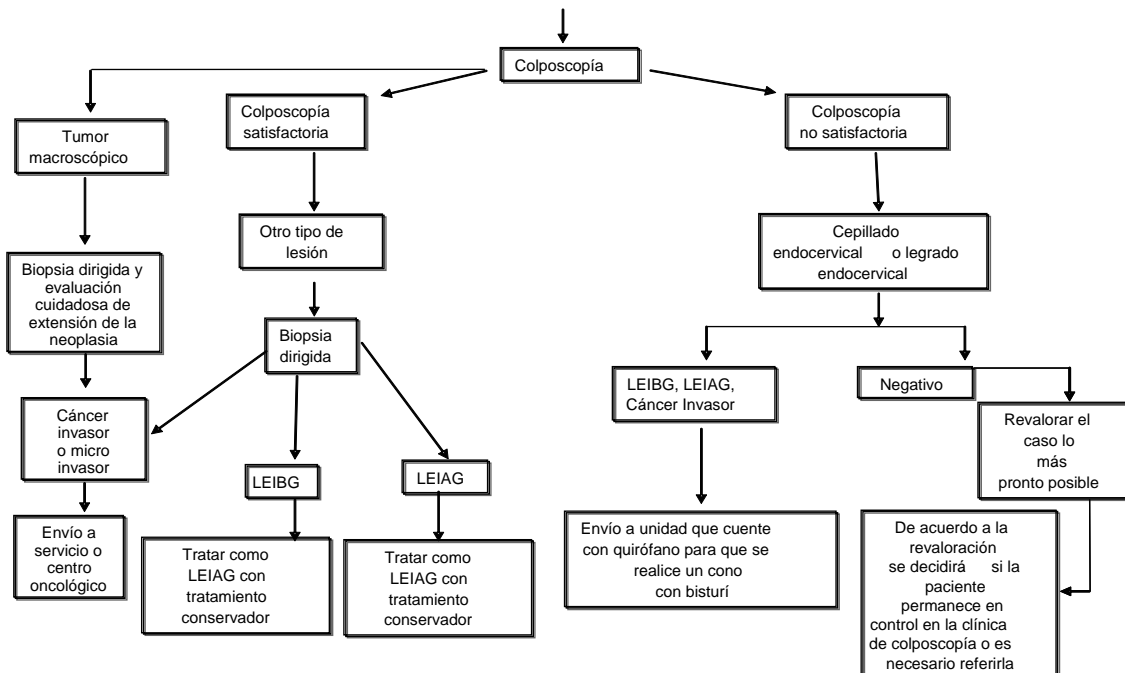 Colposcopía
Tumor
macroscópico
Colposcopía
satisfactoria
Colposcopía
no satisfactoria
Otro tipo de
lesión
Cepillado
endocervical o legrado
endocervical
Biopsia dirigida y
evaluación
cuidadosa de
extensión de la
neoplasia
Biopsia
dirigida
LEIBG, LEIAG,
Cáncer Invasor
Negativo
Cáncer
invasor
o micro
invasor
Revalorar el
caso lo
más
pronto posible
LEIBG
LEIAG
Envío a
servicio o
centro
oncológico
Tratar como
LEIAG con
tratamiento
conservador
Tratar como
LEIAG con
tratamiento
conservador
Envío a unidad que cuente
con quirófano para que se
realice un cono
con bisturí
De acuerdo a la
revaloración
se decidirá si la
paciente
permanece en
control en la clínica
de colposcopía o es
necesario referirla